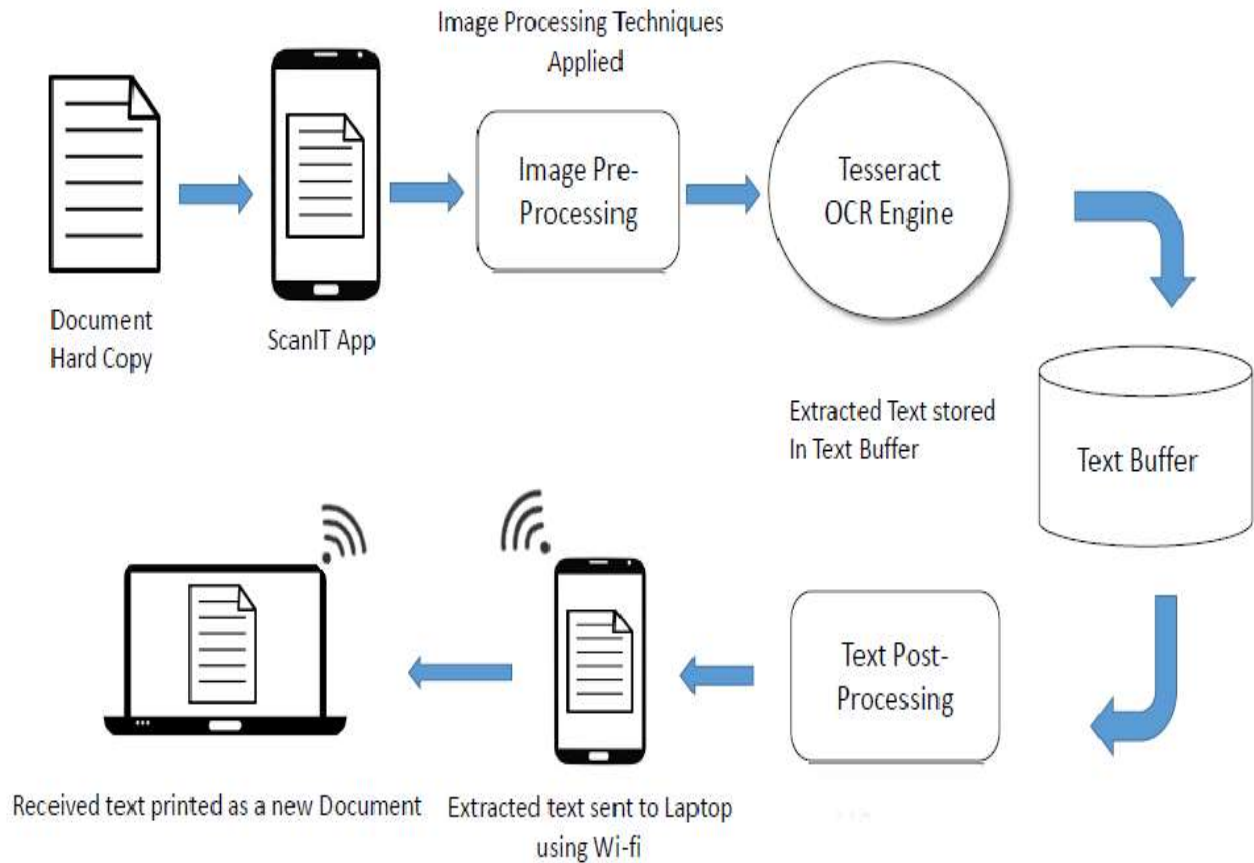 Image Processing Techniques
Applied
Image Pre-
Processing
Tesseract
OCR Engine
Document
Hard Copy
ScanIT App
Extracted Text stored
In Text Buffer
Text Buffer
Text Post-
Processing
Extracted text sent to Laptop
using Wi-fi
Received text printed as a new Document